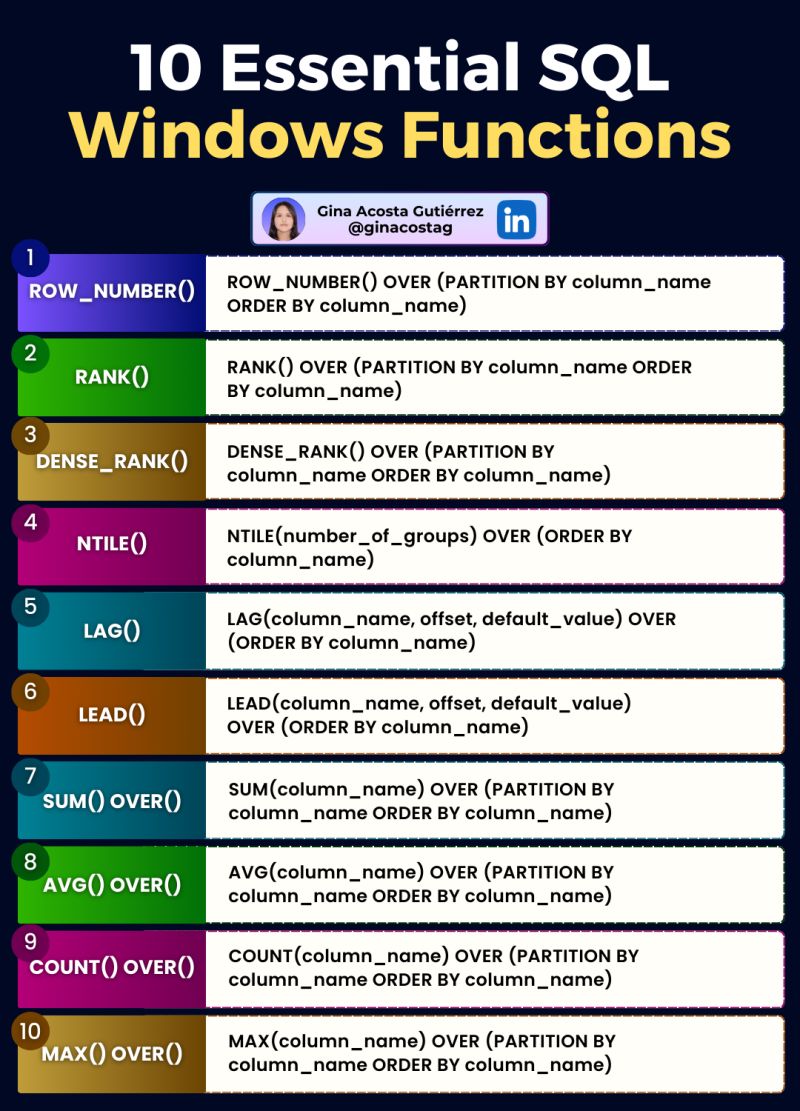 10 Essential SQL
Windows Functions
Gina Acosta Gutiérrez
@ginacostag
in
1
ROW_NUMBER()
ROW_NUMBER() OVER (PARTITION BY column_name
ORDER BY column_name)
2
RANK()
RANK() OVER (PARTITION BY column_name ORDER
BY column_name)
3
DENSE_RANK()
DENSE_RANK() OVER (PARTITION BY
column_name ORDER BY column_name)
4
NTILE()
NTILE(number_of_groups) OVER (ORDER BY
column_name)
5
LAG()
LAG(column_name, offset, default_value) OVER
(ORDER BY column_name)
6
LEAD()
LEAD(column_name, offset, default_value)
OVER (ORDER BY column_name)
7
SUM() OVER()
SUM(column_name) OVER (PARTITION BY
column_name ORDER BY column_name)
8
AVG() OVER()
AVG(column_name) OVER (PARTITION BY
column_name ORDER BY column_name)
9
COUNT() OVER()
COUNT(column_name) OVER (PARTITION BY
column_name ORDER BY column_name)
10
MAX() OVER()
MAX(column_name) OVER (PARTITION BY
column_name ORDER BY column_name)